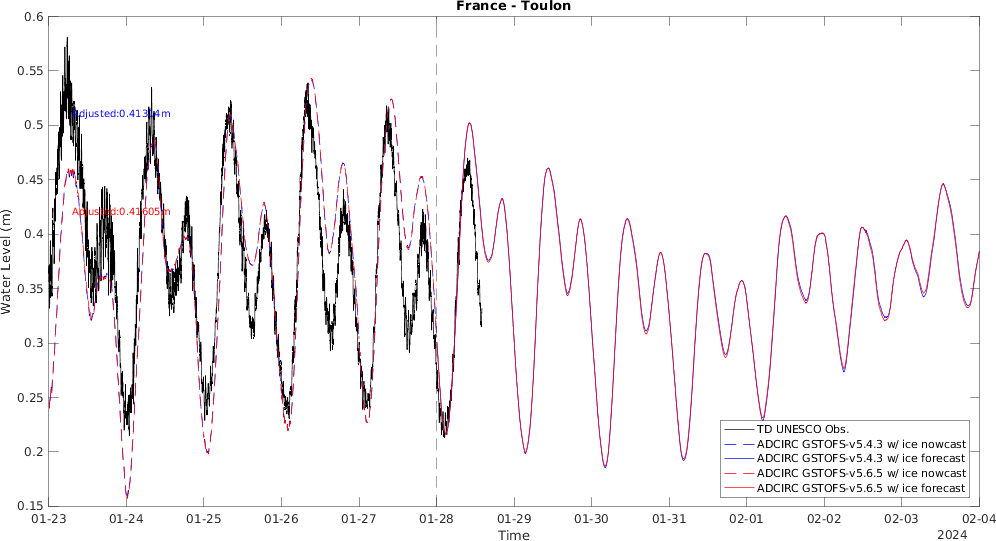 France - Toulon
0.6
0.55
0.5
0.45
0.4
0.35
0.3
0.25
0.2
0.15
Water Level (m)
Adjusted:0.41314m
01-23
01-24
01-25
01-26
01-27
01-28
01-29
01-30
01-31
02-01
02-02
02-03
02-04
Time
2024
TD UNESCO Obs.
ADCIRC GSTOFS-v5.4.3 w/ ice nowcast
ADCIRC GSTOFS-v5.4.3 w/ ice forecast
ADCIRC GSTOFS-v5.6.5 w/ ice nowcast
ADCIRC GSTOFS-v5.6.5 w/ ice forecast